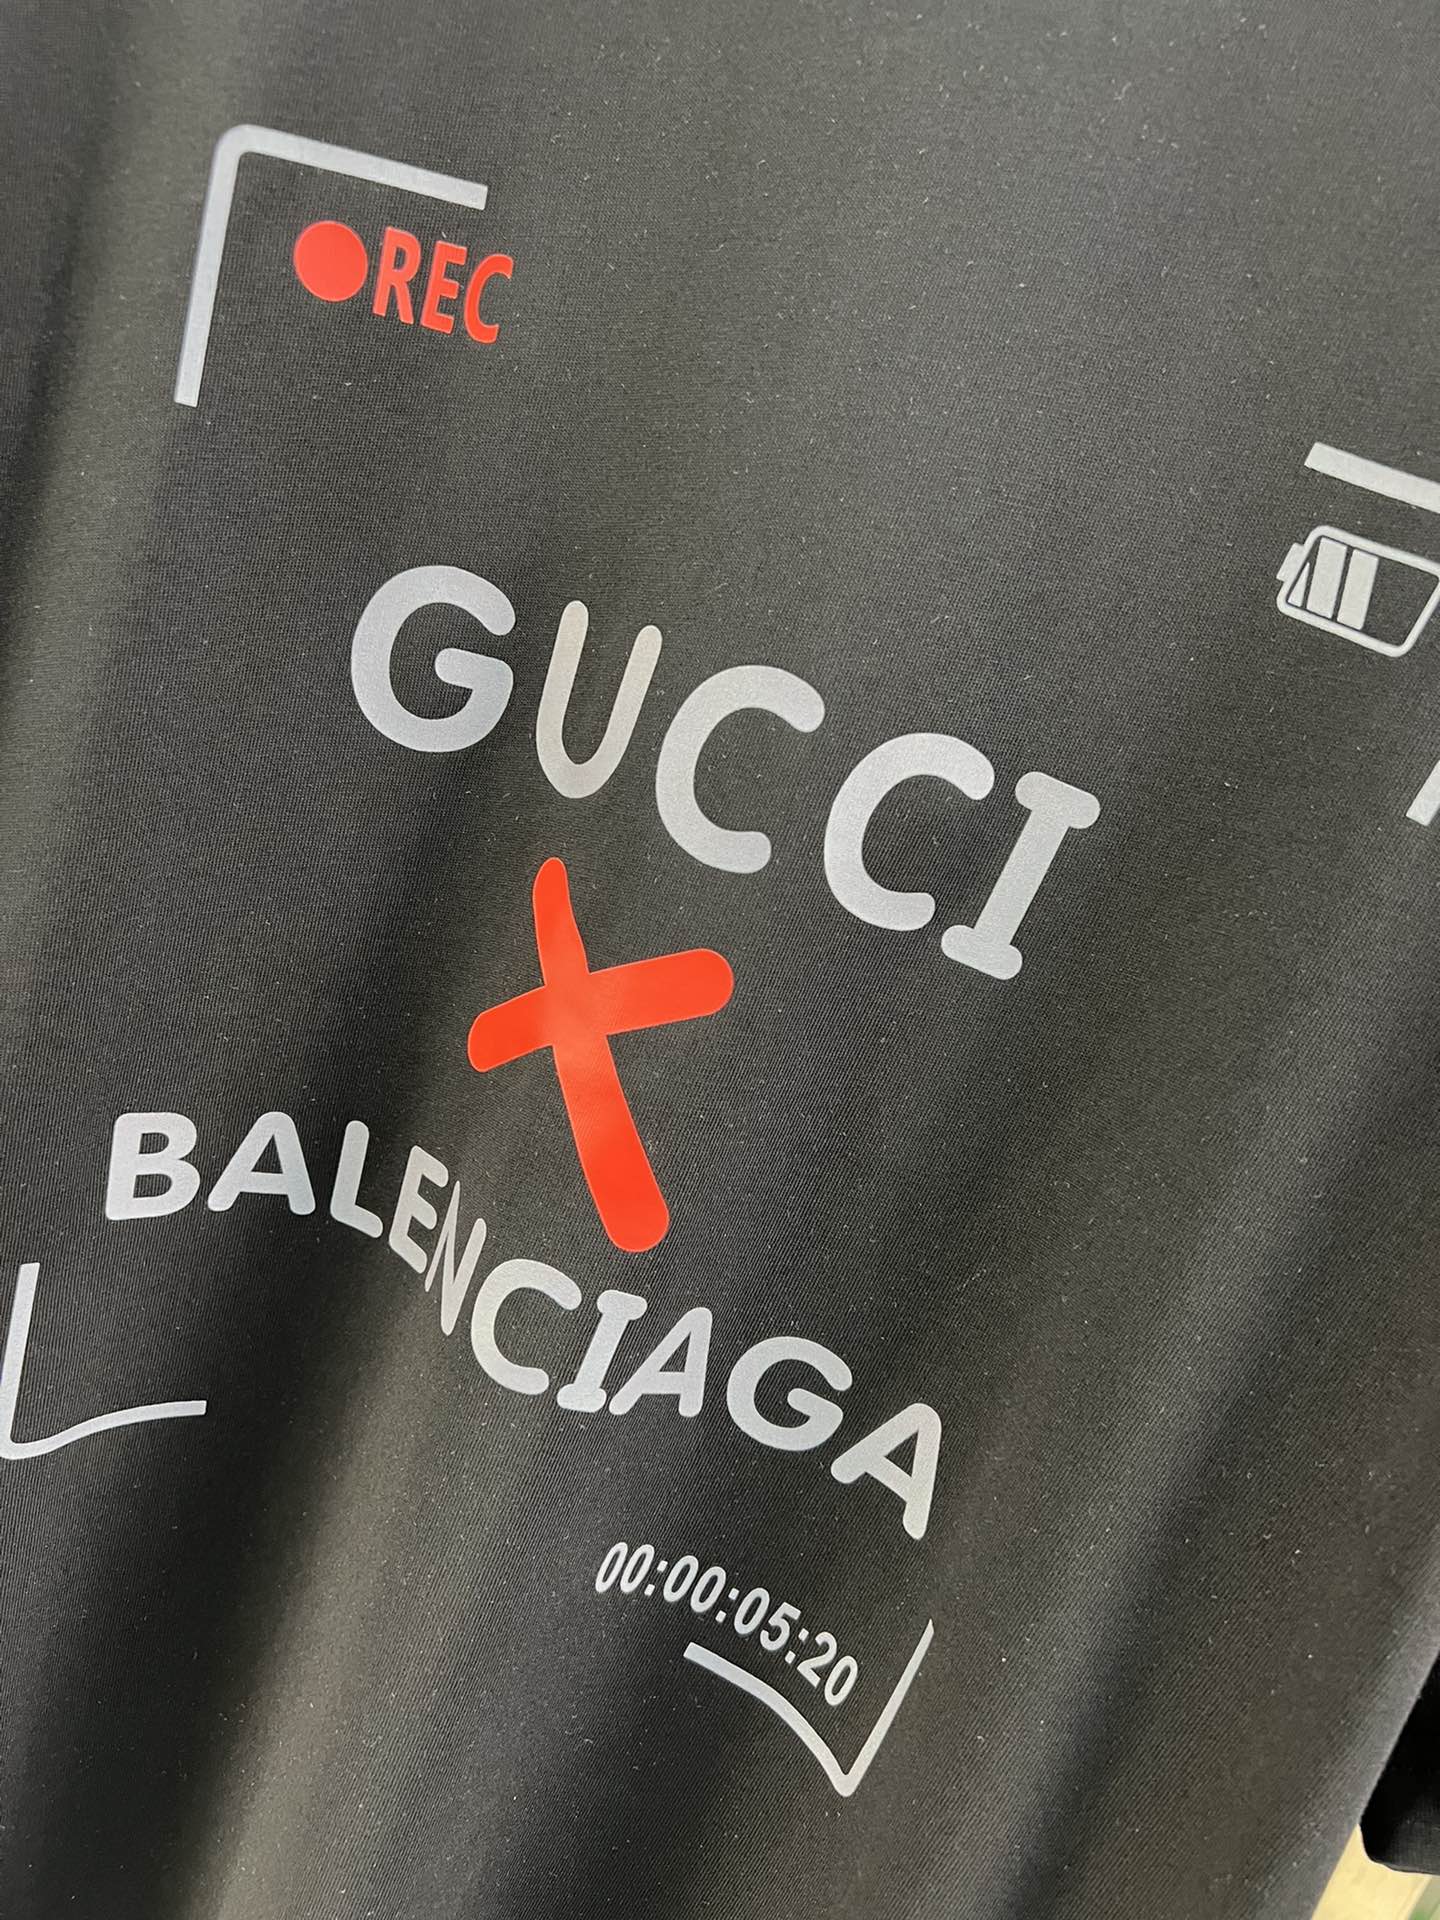 REC
GUCCI
X
BALENCIAGA
00:00:05:20